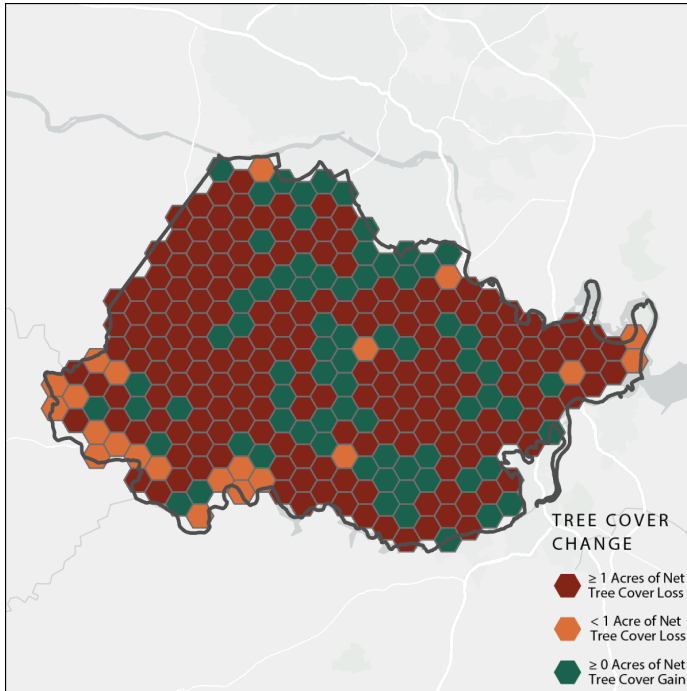 TREE COVER
CHANGE
≥ 1 Acres of Net
Tree Cover Loss
< 1 Acre of Net
Tree Cover Loss
≥ 0 Acres of Net
Tree Cover Gain